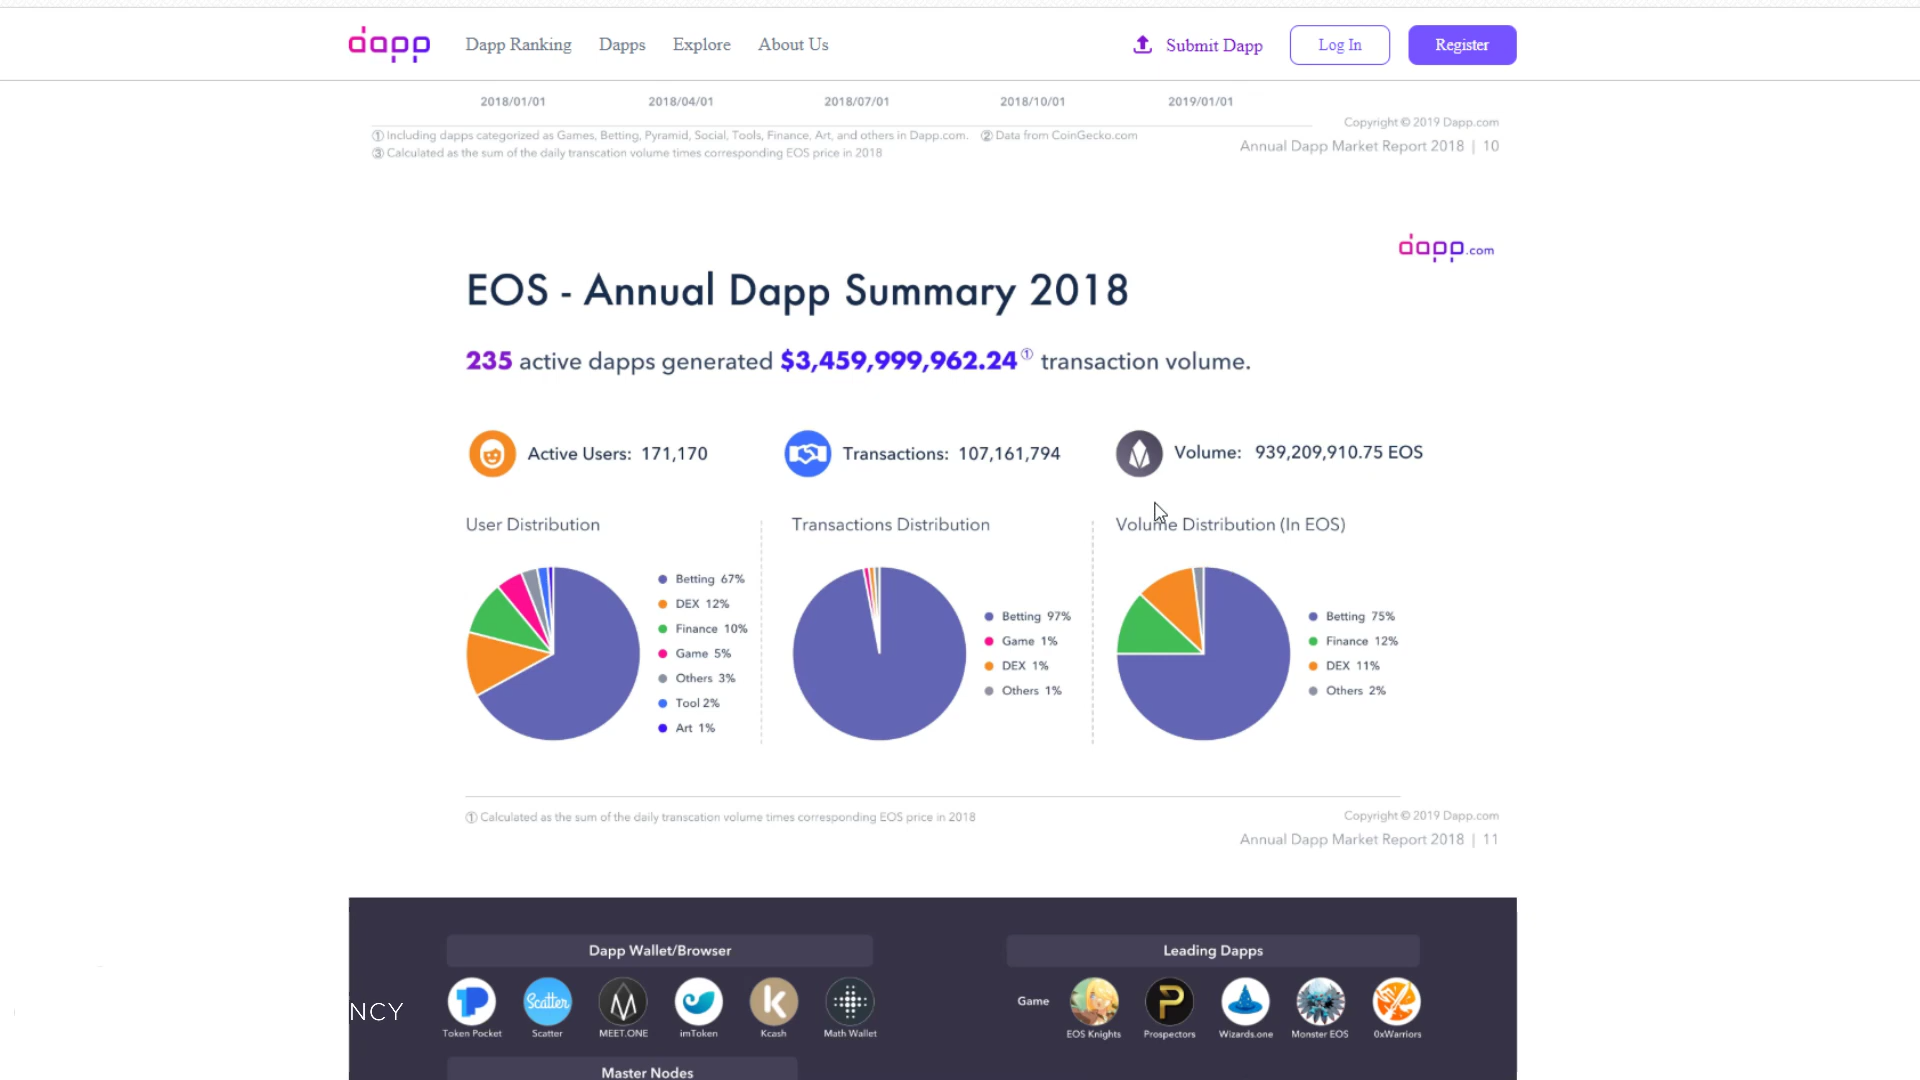 dapp Dapp Ranking Dapps Explore About Us Submit Dapp Log In Register
2018/01/01 2018/04/01 2018/07/01 2018/10/01 2019/01/01
① Including dapps categorized as Games, Betting, Pyramid, Social, Tools, Finance, Art, and others in Dapp.com. ② Data from CoinGecko.com
③ Calculated as the sum of the daily transcation volume times corresponding EOS price in 2018
Copyright © 2019 Dapp.com
Annual Dapp Market Report 2018 | 10
dapp.com
EOS - Annual Dapp Summary 2018
235 active dapps generated $3,459,999,962.24 ① transaction volume.
Active Users: 171,170
Transactions: 107,161,794
Volume: 939,209,910.75 EOS
User Distribution
Betting 67%
DEX 12%
Finance 10%
Game 5%
Others 3%
Tool 2%
Art 1%
Transactions Distribution
Betting 97%
Game 1%
DEX 1%
Others 1%
Volume Distribution (In EOS)
Betting 75%
Finance 12%
DEX 11%
Others 2%
① Calculated as the sum of the daily transcation volume times corresponding EOS price in 2018
Copyright © 2019 Dapp.com
Annual Dapp Market Report 2018 | 11
Dapp Wallet/Browser
Scatter
Token Pocket Scatter MEET.ONE imToken Kcash Math Wallet
NCY
Master Nodes
Leading Dapps
Game
EOS Knights Prospectors Wizards.one Monster EOS 0xWarriors